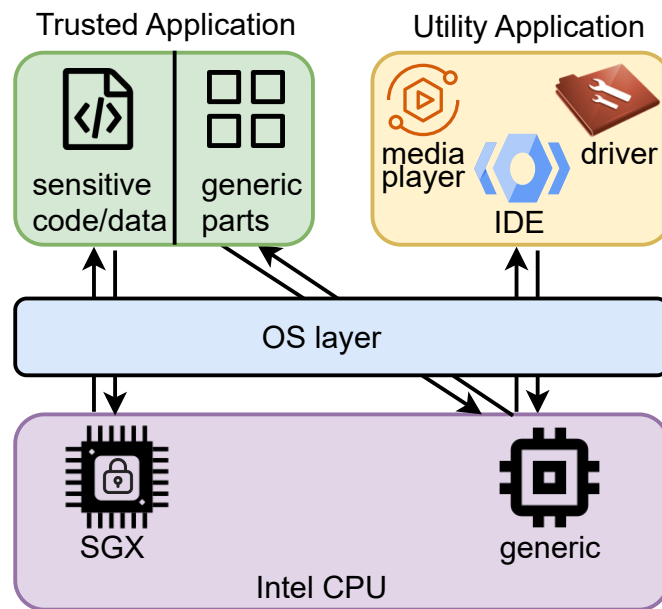 Trusted Application
Utility Application
</>
sensitive
code/data
generic
parts
media
player
driver
IDE
OS layer
SGX
generic
Intel CPU